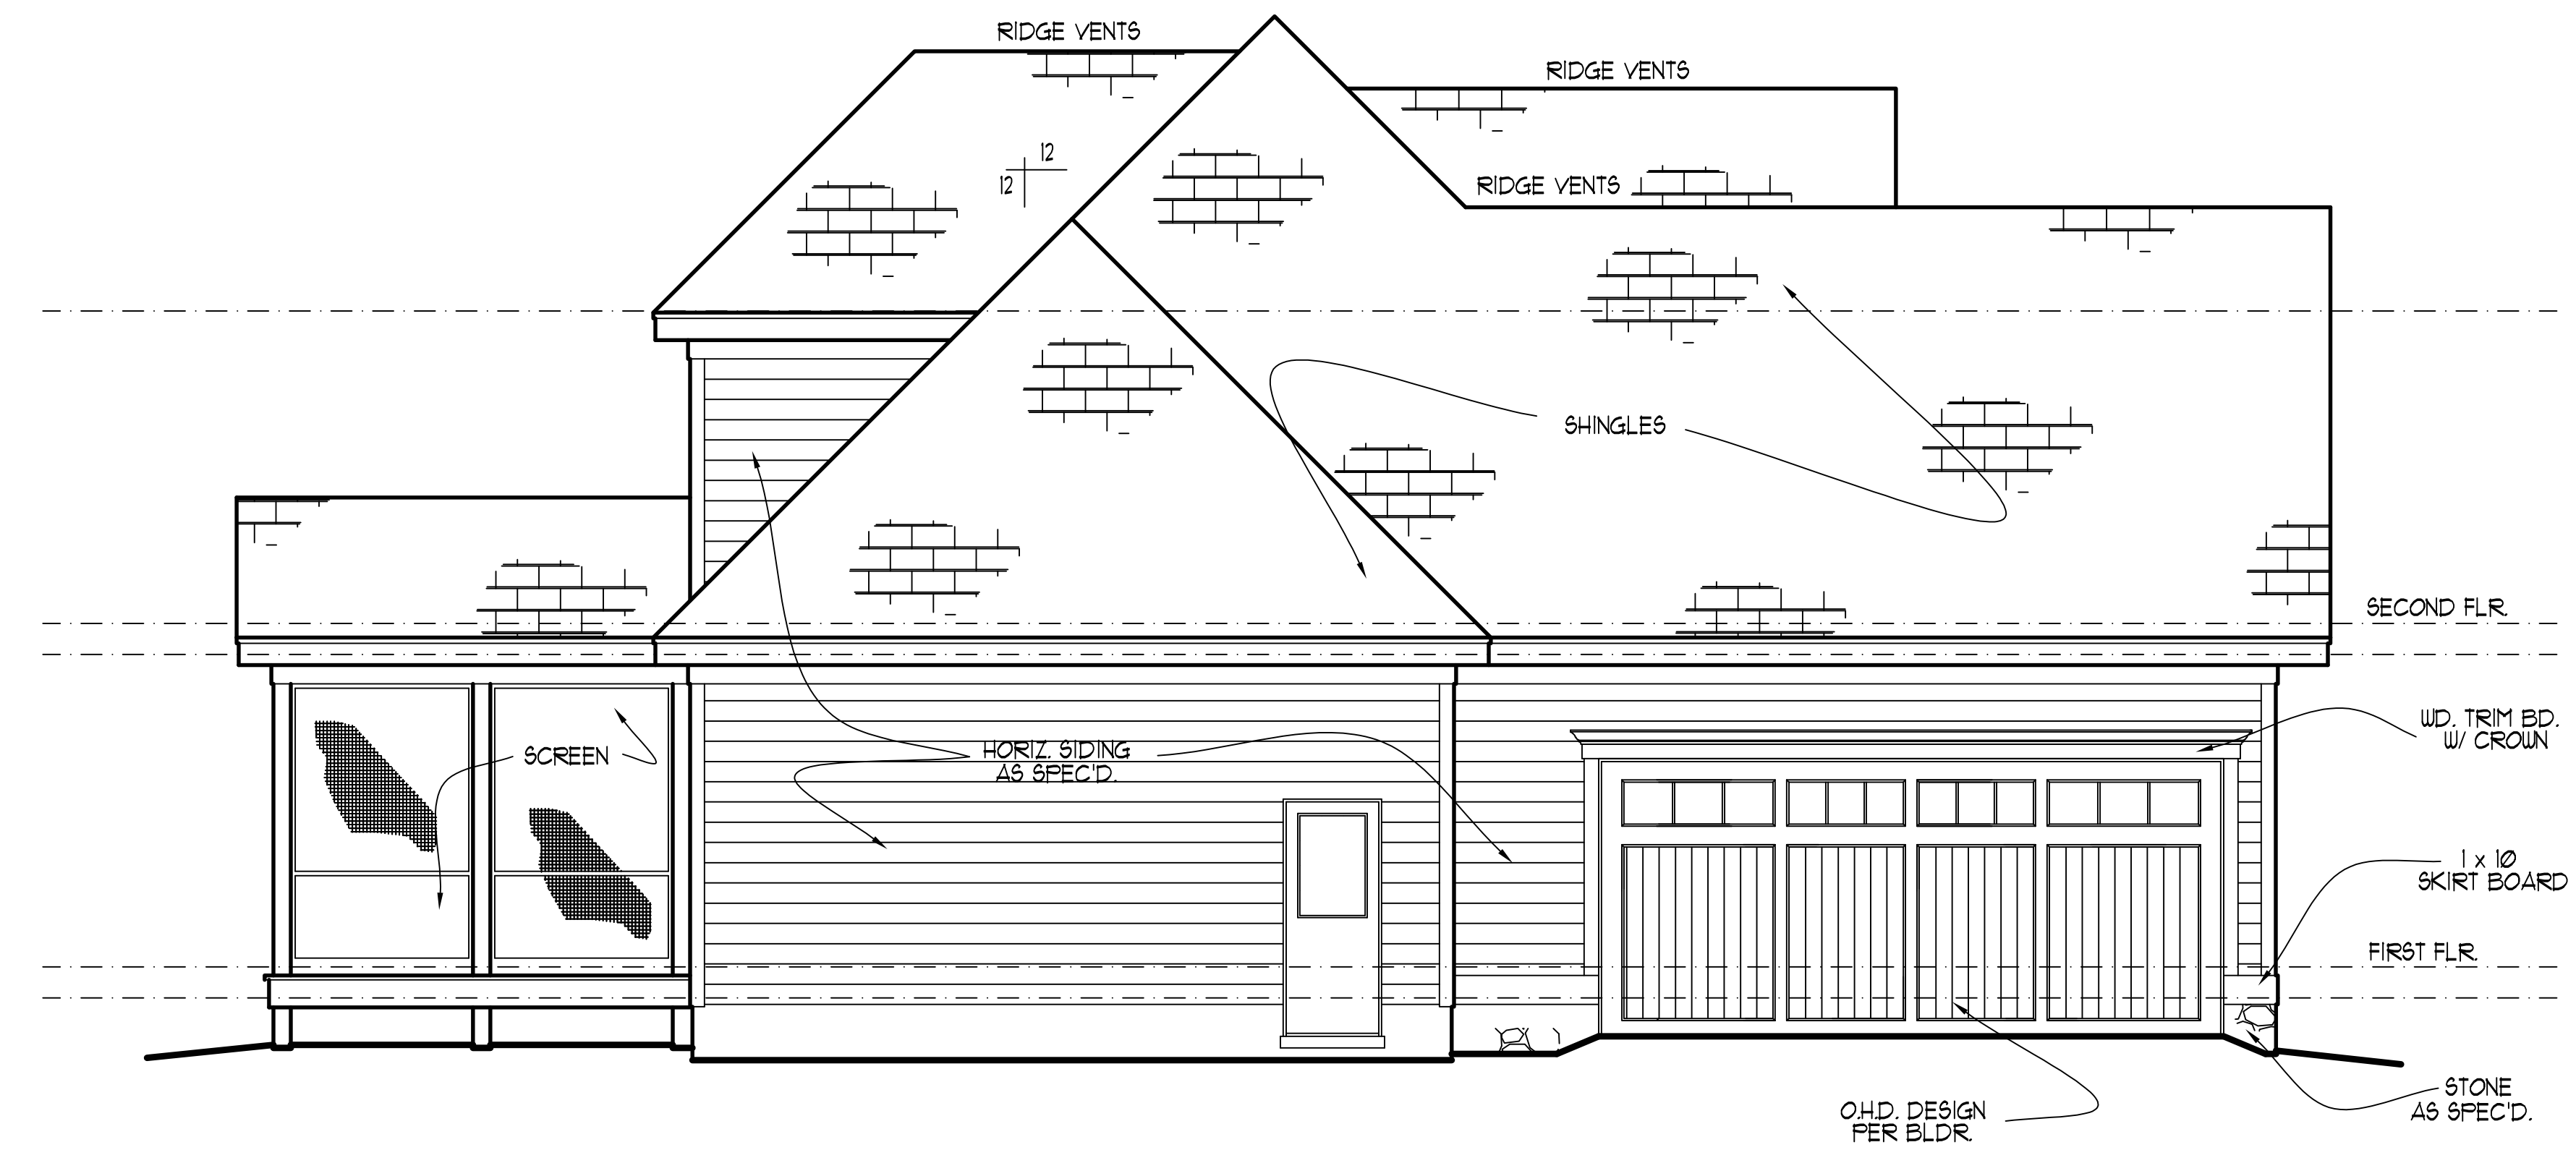 RIDGE VENTS
RIDGE VENTS
12
12
RIDGE VENTS
SHINGLES
SECOND FLR.
WD. TRIM BD.
W/ CROWN
SCREEN
HORIZ. SIDING
AS SPEC'D.
1 x 10
SKIRT BOARD
FIRST FLR.
STONE
AS SPEC'D.
O.H.D. DESIGN
PER BLDR.